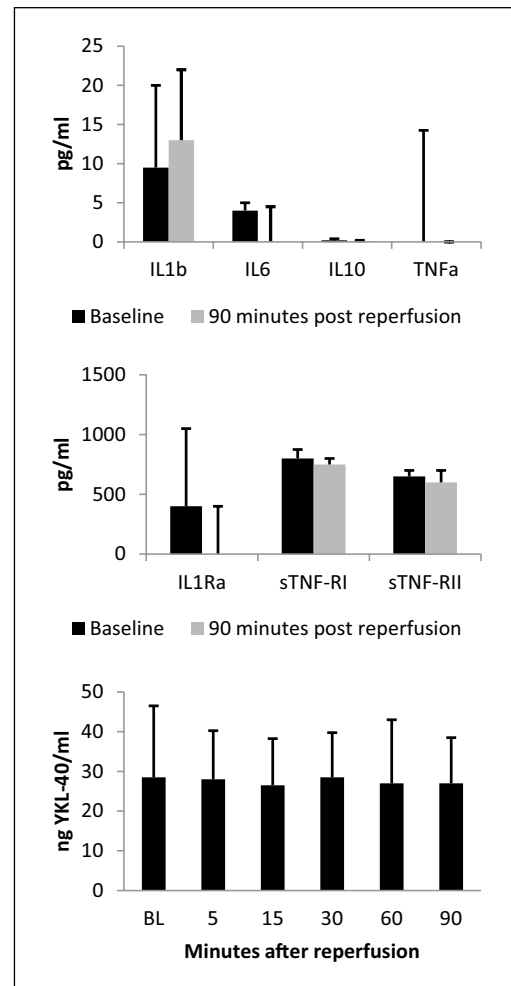 25
20
15
10
5
0
pg/ml
IL1b IL6 IL10 TNFa
Baseline 90 minutes post reperfusion
1500
1000
500
0
pg/ml
IL1Ra sTNF-RI sTNF-RII
Baseline 90 minutes post reperfusion
50
40
30
20
10
0
ng YKL-40/ml
BL 5 15 30 60 90
Minutes after reperfusion